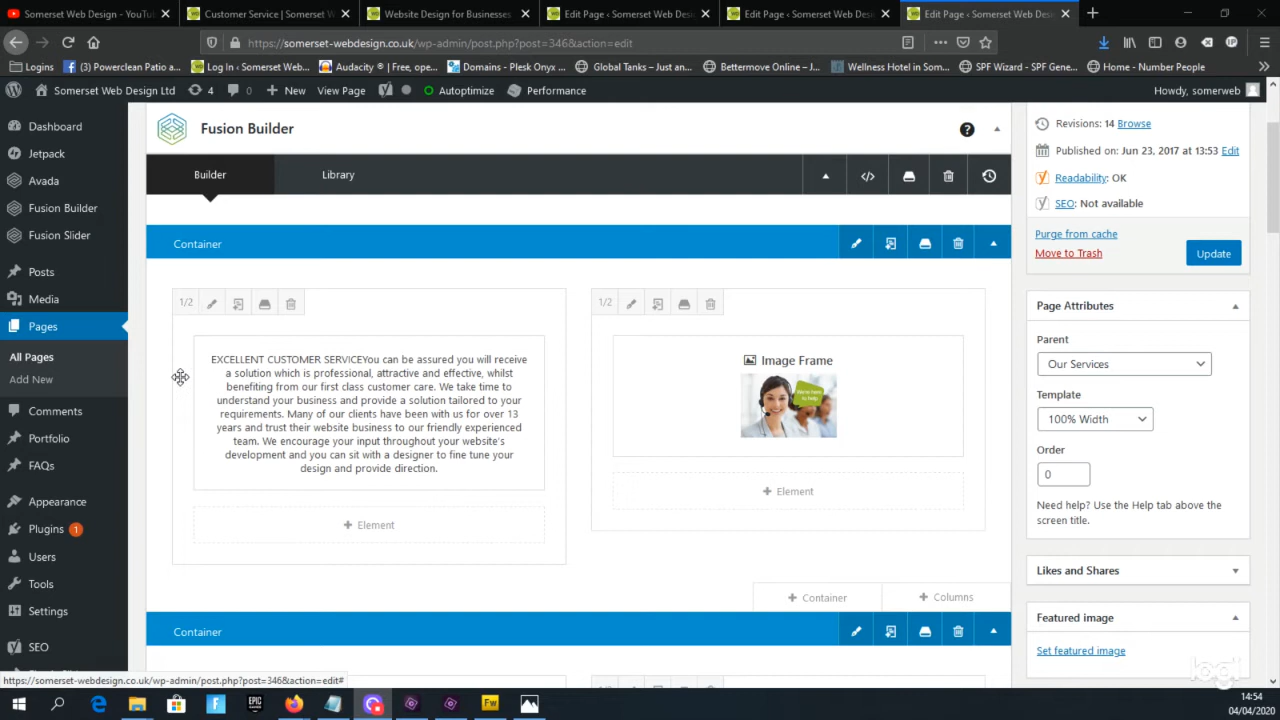 Somerset Web Design - YouTu
Customer Service | Somerset W
Website Design for Businesses
Edit Page ‹ Somerset Web Desi
Edit Page ‹ Somerset Web Desi
Edit Page ‹ Somerset Web Desi
https://somerset-webdesign.co.uk/wp-admin/post.php?post=346&action=edit
Logins
(3) Powerclean Patio a...
Log In ‹ Somerset Web...
Audacity ® | Free, ope...
Domains - Plesk Onyx ...
Global Tanks – Just an...
Bettermove Online – J...
Wellness Hotel in Som...
SPF Wizard - SPF Gene...
Home - Number People
Somerset Web Design Ltd
4
0
New
View Page
Autoptimize
Performance
Howdy, somerweb
Dashboard
Jetpack
Avada
Fusion Builder
Fusion Slider
Posts
Media
Pages
All Pages
Add New
Comments
Portfolio
FAQs
Appearance
Plugins 1
Users
Tools
Settings
SEO
Fusion Builder
Builder
Library
Container
1/2
EXCELLENT CUSTOMER SERVICEYou can be assured you will receive
a solution which is professional, attractive and effective, whilst
benefiting from our first class customer care. We take time to
understand your business and provide a solution tailored to your
requirements. Many of our clients have been with us for over 13
years and trust their website business to our friendly experienced
team. We encourage your input throughout your website's
development and you can sit with a designer to fine tune your
design and provide direction.
+ Element
1/2
Image Frame
We're here
to help
+ Element
+ Container
+ Columns
Container
Revisions: 14 Browse
Published on: Jun 23, 2017 at 13:53 Edit
Readability: OK
SEO: Not available
Purge from cache
Move to Trash
Update
Page Attributes
Parent
Our Services
Template
100% Width
Order
0
Need help? Use the Help tab above the
screen title.
Likes and Shares
Featured image
Set featured image
logi
https://somerset-webdesign.co.uk/wp-admin/post.php?post=346&action=edit#
EPIC
Fw
14:54
04/04/2020